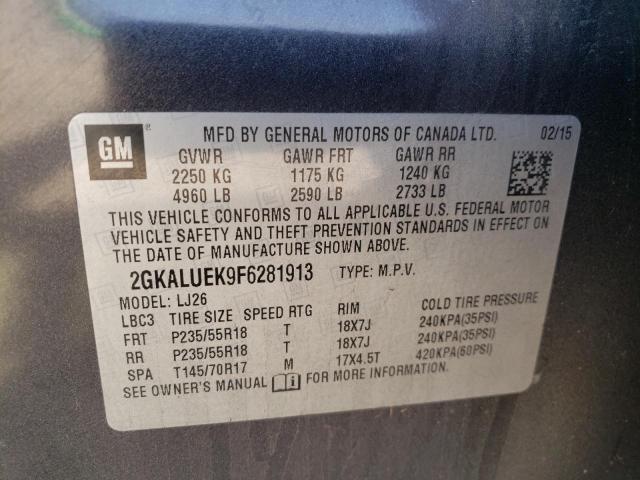 GM ®
MFD BY GENERAL MOTORS OF CANADA LTD. 02/15
GVWR GAWR FRT GAWR RR
2250 KG 1175 KG 1240 KG
4960 LB 2590 LB 2733 LB
THIS VEHICLE CONFORMS TO ALL APPLICABLE U.S. FEDERAL MOTOR
VEHICLE SAFETY AND THEFT PREVENTION STANDARDS IN EFFECT ON
THE DATE OF MANUFACTURE SHOWN ABOVE.
2GKALUEK9F6281913 TYPE: M.P.V.
MODEL: LJ26
LBC3 TIRE SIZE SPEED RTG RIM COLD TIRE PRESSURE
FRT P235/55R18 T 18X7J 240KPA(35PSI)
RR P235/55R18 T 18X7J 240KPA(35PSI)
SPA T145/70R17 M 17X4.5T 420KPA(60PSI)
SEE OWNER'S MANUAL FOR MORE INFORMATION.